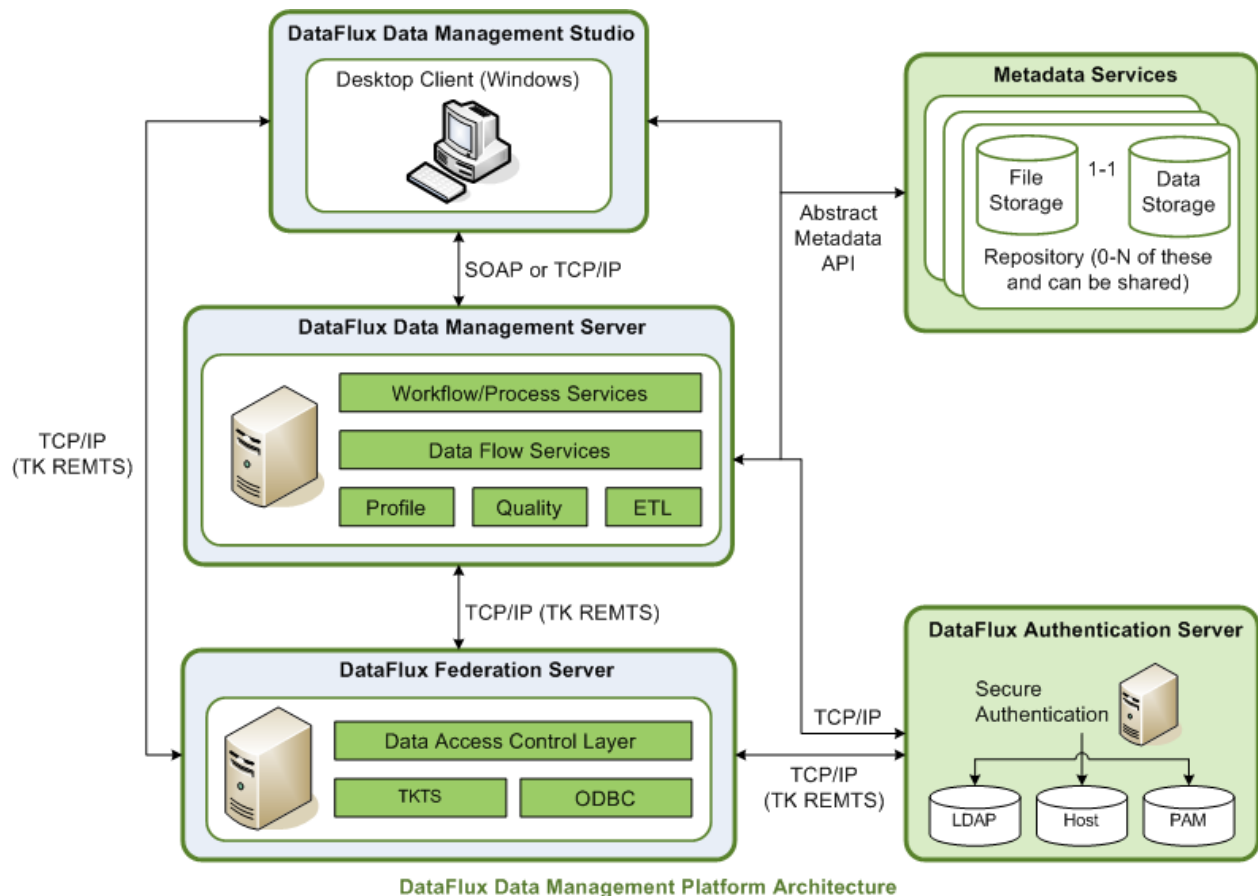 DataFlux Data Management Studio
Desktop Client (Windows)
Metadata Services
File
Storage
1-1
Data
Storage
Repository (0-N of these
and can be shared)
Abstract
Metadata
API
SOAP or TCP/IP
DataFlux Data Management Server
Workflow/Process Services
Data Flow Services
Profile
Quality
ETL
TCP/IP
(TK REMTS)
TCP/IP (TK REMTS)
DataFlux Federation Server
Data Access Control Layer
TKTS
ODBC
DataFlux Authentication Server
Secure
Authentication
LDAP
Host
PAM
TCP/IP
TCP/IP
(TK REMTS)
DataFlux Data Management Platform Architecture